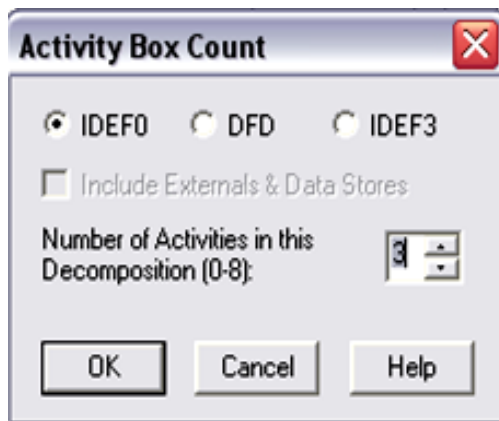 Activity Box Count
IDEF0 DFD IDEF3
Include Externals & Data Stores
Number of Activities in this
Decomposition (0-8):
3
OK Cancel Help